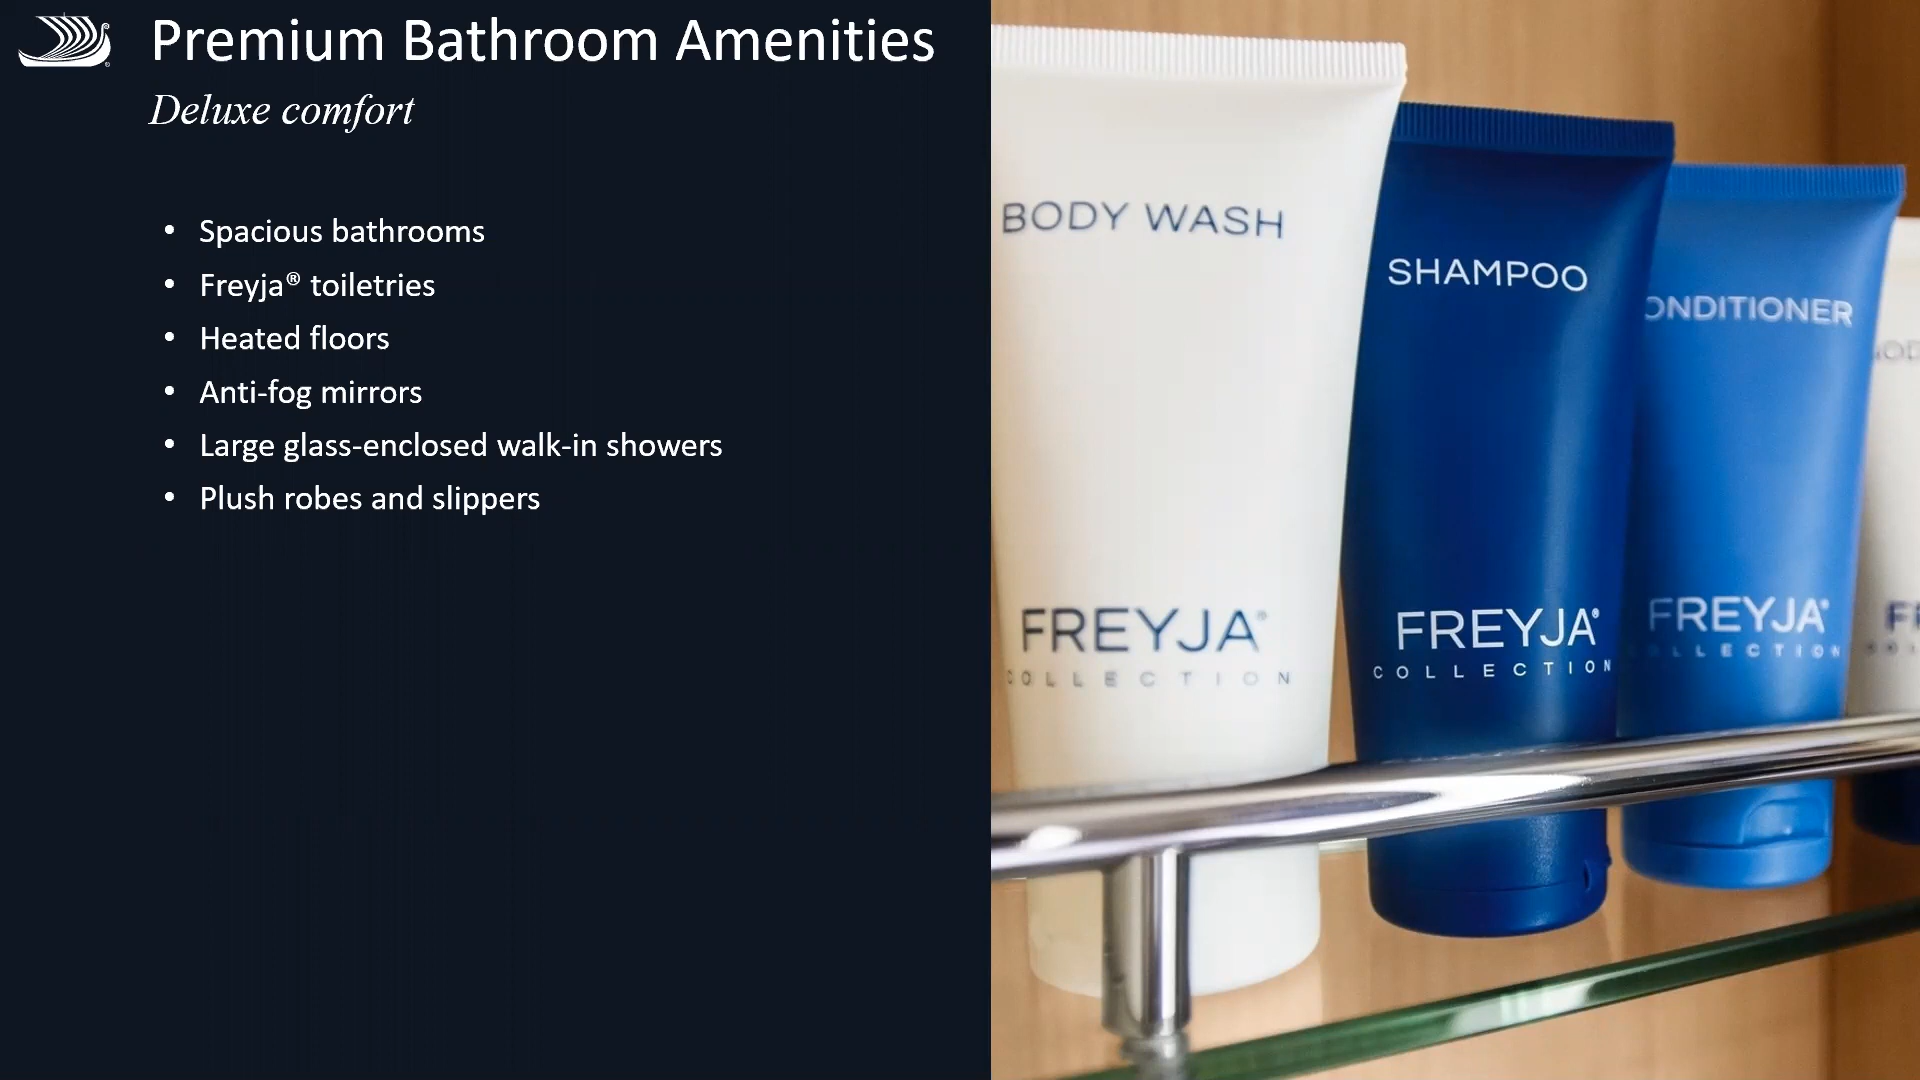 Premium Bathroom Amenities
Deluxe comfort
• Spacious bathrooms
• Freyja® toiletries
• Heated floors
• Anti-fog mirrors
• Large glass-enclosed walk-in showers
• Plush robes and slippers
BODY WASH
FREYJA®
COLLECTION
SHAMPOO
FREYJA®
COLLECTION
ONDITIONER
FREYJA®
COLLECTION